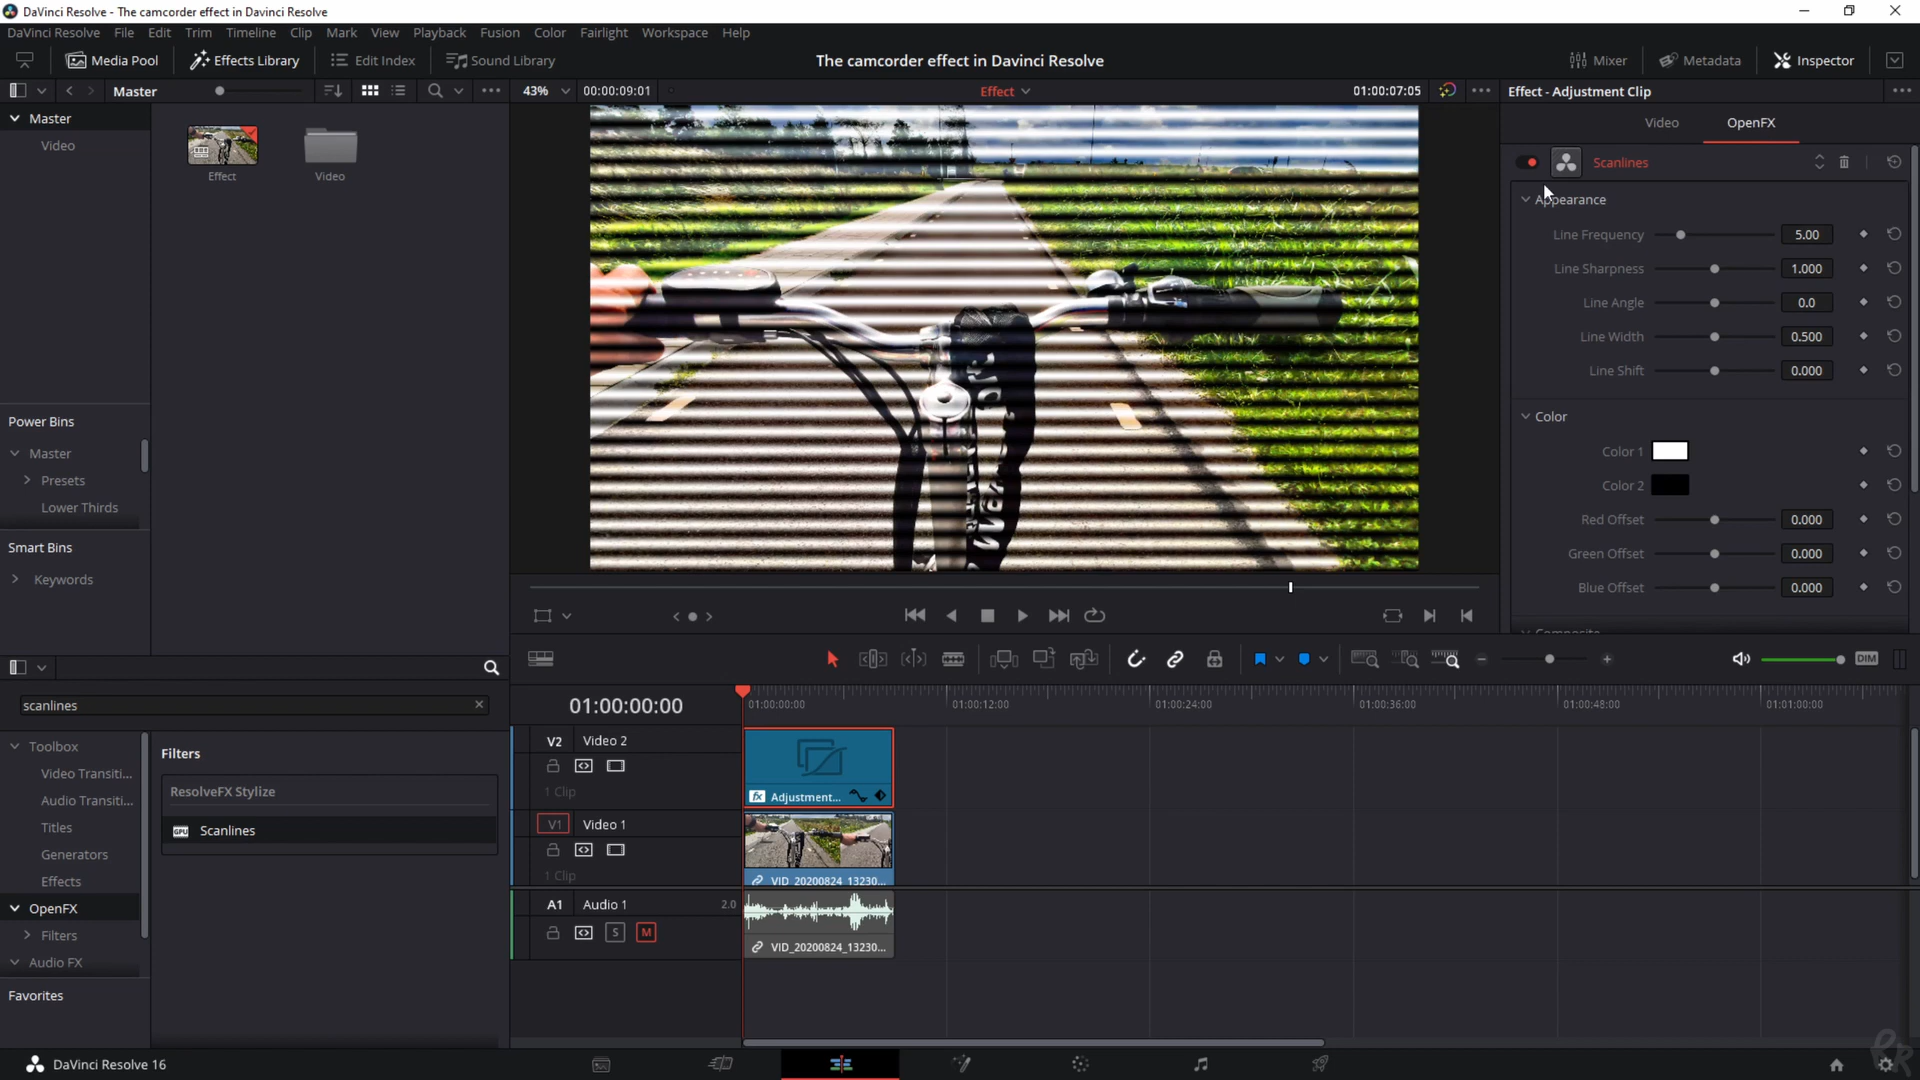 DaVinci Resolve - The camcorder effect in Davinci Resolve
DaVinci Resolve File Edit Trim Timeline Clip Mark View Playback Fusion Color Fairlight Workspace Help
Media Pool Effects Library Edit Index Sound Library The camcorder effect in Davinci Resolve Mixer Metadata Inspector
Master 43% 00:00:09:01 Effect 01:00:07:05 Effect - Adjustment Clip
Master
Video
Effect
Video
Video OpenFX
Scanlines
Appearance
Line Frequency 5.00
Line Sharpness 1.000
Line Angle 0.0
Line Width 0.500
Line Shift 0.000
Color
Color 1
Color 2
Red Offset 0.000
Green Offset 0.000
Blue Offset 0.000
Composite
Power Bins
Master
Presets
Lower Thirds
Smart Bins
Keywords
DIM
scanlines
Toolbox
Video Transiti...
Audio Transiti...
Titles
Generators
Effects
OpenFX
Filters
Audio FX
Favorites
Filters
ResolveFX Stylize
GPU Scanlines
01:00:00:00
01:00:00:00 01:00:12:00 01:00:24:00 01:00:36:00 01:00:48:00 01:01:00:00
V2 Video 2
1 Clip
fx Adjustment...
V1 Video 1
1 Clip
VID_20200824_13230...
A1 Audio 1 2.0
S M
VID_20200824_13230...
DaVinci Resolve 16
RR